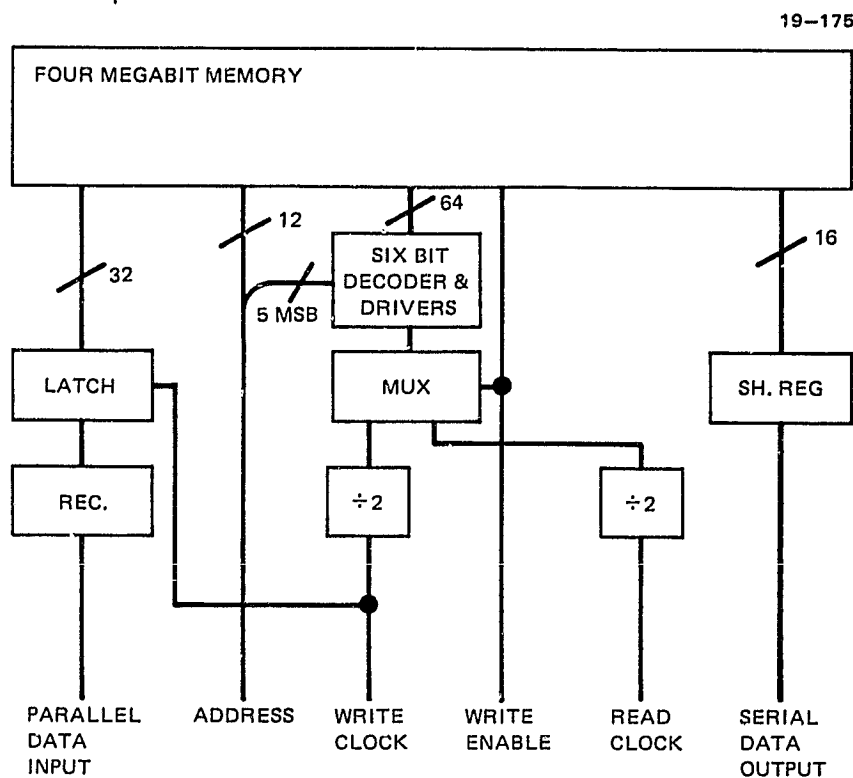 19–175
FOUR MEGABIT MEMORY
32
12
64
16
SIX BIT
DECODER &
DRIVERS
5 MSB
LATCH
MUX
SH. REG
REC.
÷2
÷2
PARALLEL
DATA
INPUT
ADDRESS
WRITE
CLOCK
WRITE
ENABLE
READ
CLOCK
SERIAL
DATA
OUTPUT